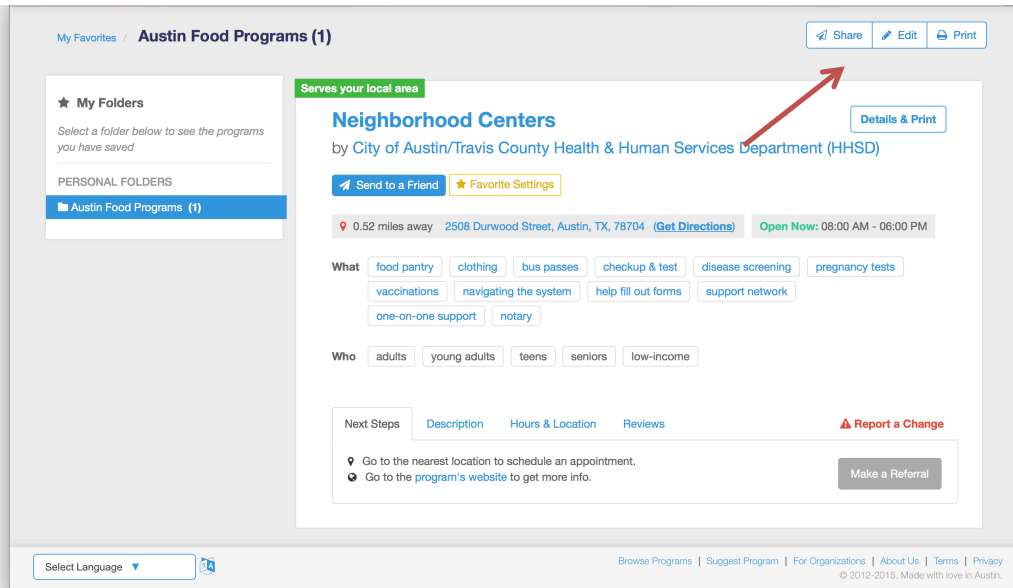 My Favorites / Austin Food Programs (1)
Share Edit Print
My Folders
Select a folder below to see the programs
you have saved
PERSONAL FOLDERS
Austin Food Programs (1)
Serves your local area
Neighborhood Centers
Details & Print
by City of Austin/Travis County Health & Human Services Department (HHSD)
Send to a Friend Favorite Settings
0.52 miles away 2508 Durwood Street, Austin, TX, 78704 (Get Directions) Open Now: 08:00 AM - 06:00 PM
What food pantry clothing bus passes checkup & test disease screening pregnancy tests
vaccinations navigating the system help fill out forms support network
one-on-one support notary
Who adults young adults teens seniors low-income
Next Steps Description Hours & Location Reviews Report a Change
Go to the nearest location to schedule an appointment.
Go to the program's website to get more info.
Make a Referral
Select Language ▼
Browse Programs | Suggest Program | For Organizations | About Us | Terms | Privacy
© 2012-2015. Made with love in Austin.